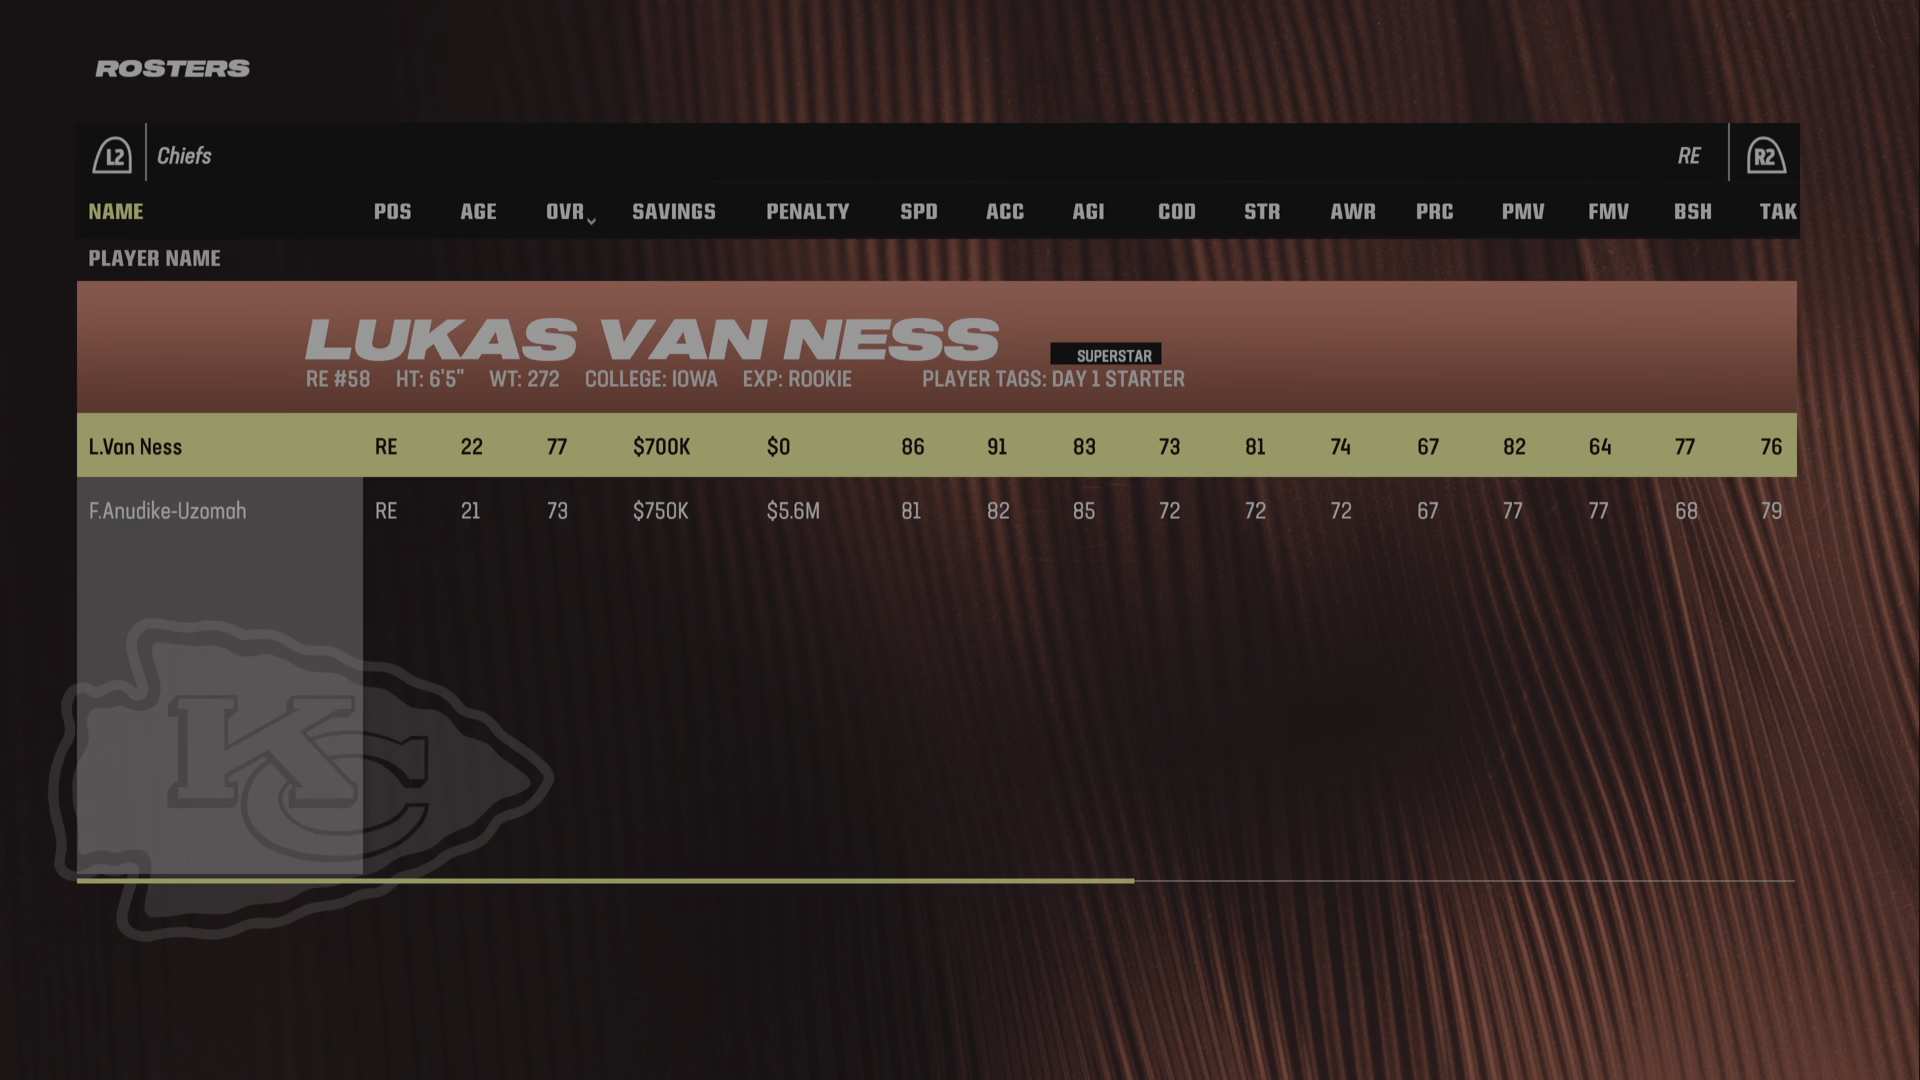 ROSTERS
L2 Chiefs RE R2
NAME POS AGE OVR SAVINGS PENALTY SPD ACC AGI COD STR AWR PRC PMV FMV BSH TAK
PLAYER NAME
LUKAS VAN NESS SUPERSTAR
RE #58 HT: 6'5" WT: 272 COLLEGE: IOWA EXP: ROOKIE PLAYER TAGS: DAY 1 STARTER
L.Van Ness RE 22 77 $700K $0 86 91 83 73 81 74 67 82 64 77 76
F.Anudike-Uzomah RE 21 73 $750K $5.6M 81 82 85 72 72 72 67 77 77 68 79
KC